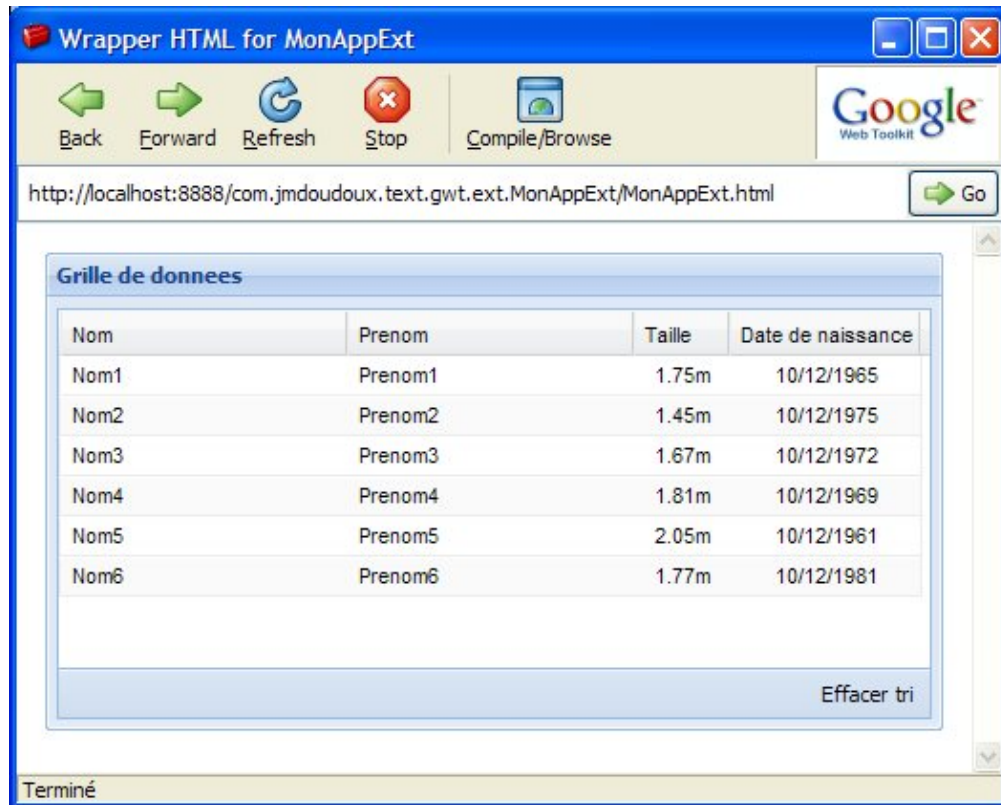 Wrapper HTML for MonAppExt
Back Forward Refresh Stop Compile/Browse
Google
Web Toolkit
http://localhost:8888/com.jmdoudoux.text.gwt.ext.MonAppExt/MonAppExt.html Go
Grille de donnees
Nom Prenom Taille Date de naissance
Nom1 Prenom1 1.75m 10/12/1965
Nom2 Prenom2 1.45m 10/12/1975
Nom3 Prenom3 1.67m 10/12/1972
Nom4 Prenom4 1.81m 10/12/1969
Nom5 Prenom5 2.05m 10/12/1961
Nom6 Prenom6 1.77m 10/12/1981
Effacer tri
Terminé